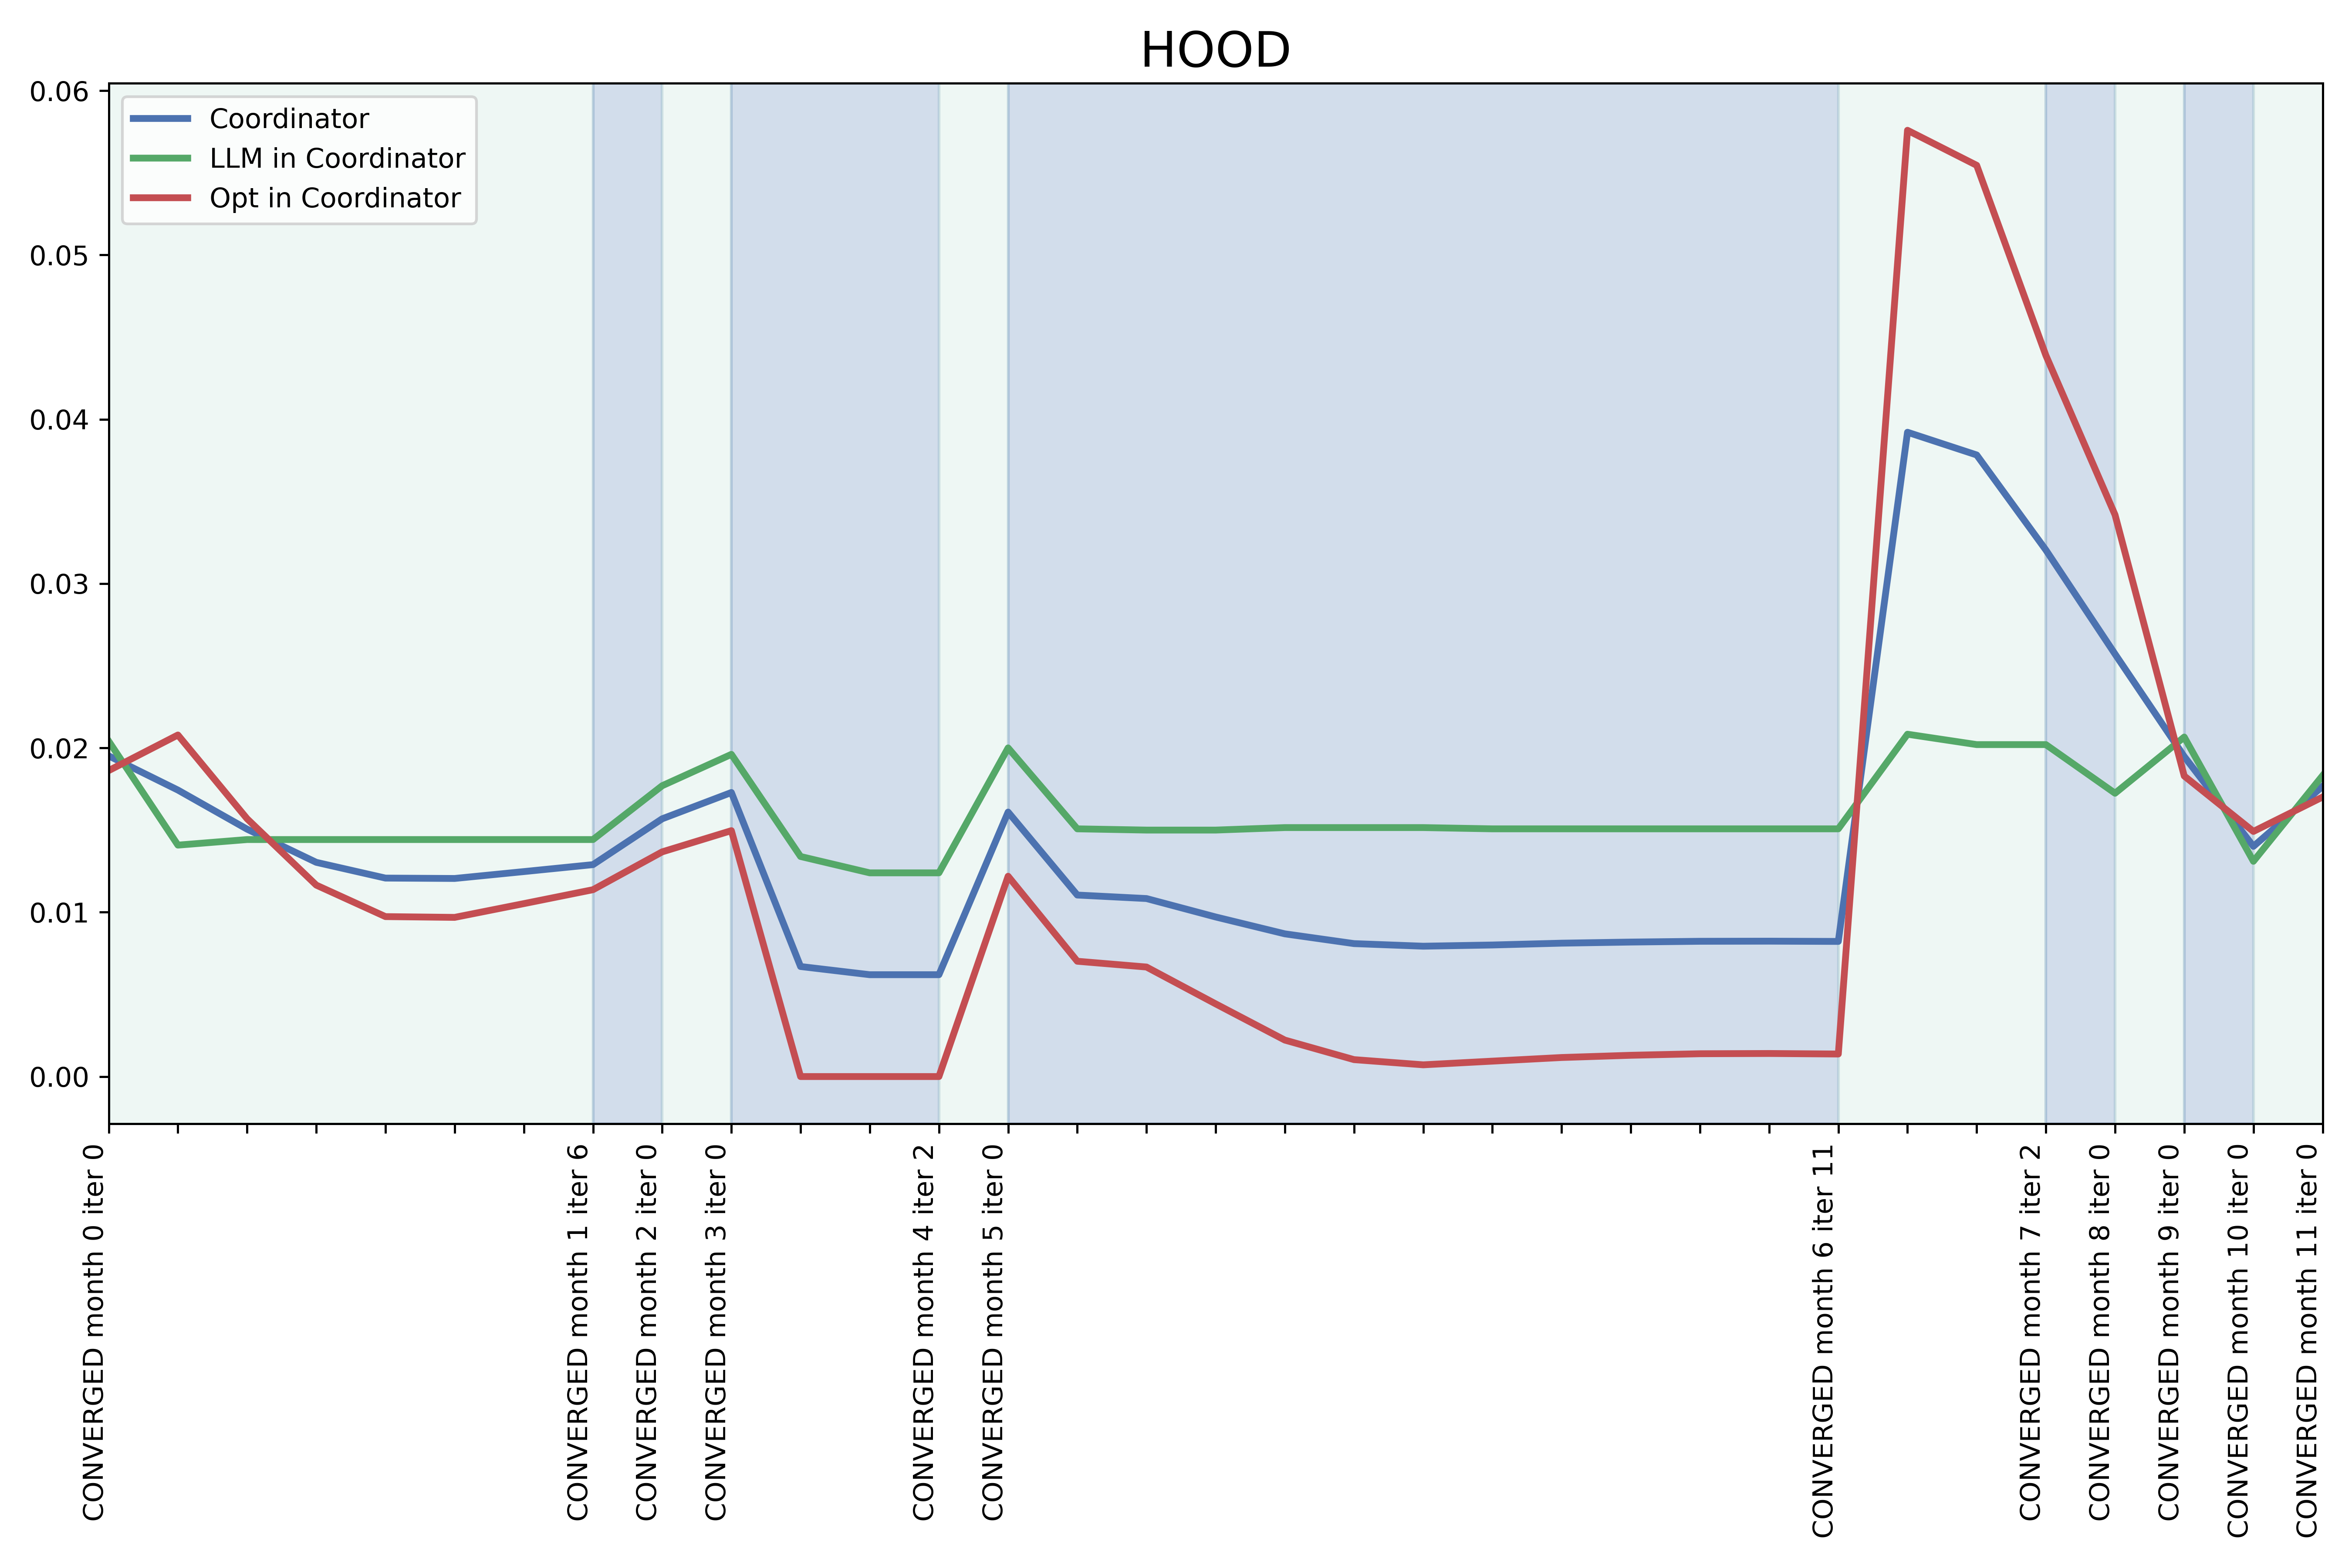 HOOD
0.06
0.05
0.04
0.03
0.02
0.01
0.00
Coordinator
LLM in Coordinator
Opt in Coordinator
CONVERGED month 0 iter 0
CONVERGED month 1 iter 6
CONVERGED month 2 iter 0
CONVERGED month 3 iter 0
CONVERGED month 4 iter 2
CONVERGED month 5 iter 0
CONVERGED month 6 iter 11
CONVERGED month 7 iter 2
CONVERGED month 8 iter 0
CONVERGED month 9 iter 0
CONVERGED month 10 iter 0
CONVERGED month 11 iter 0